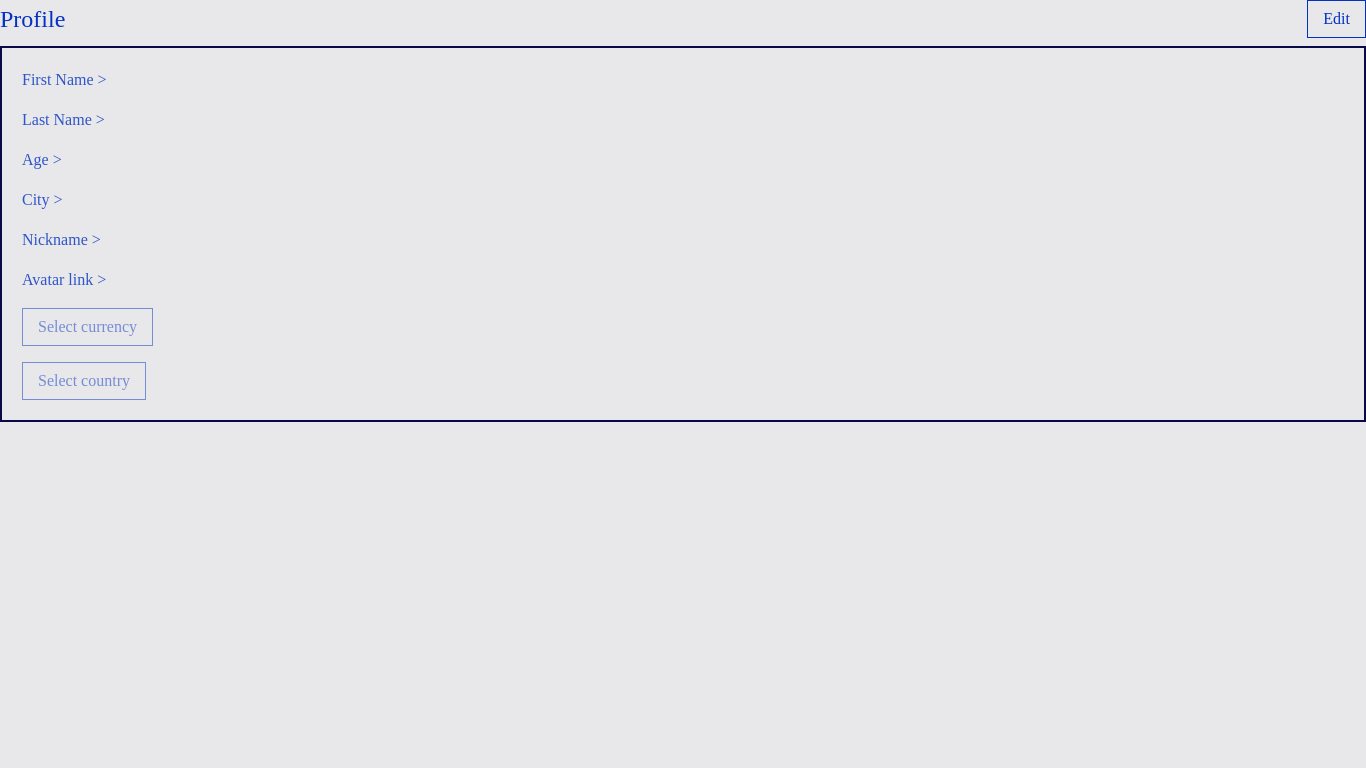 Profile
Edit
First Name >
Last Name >
Age >
City >
Nickname >
Avatar link >
Select currency
Select country